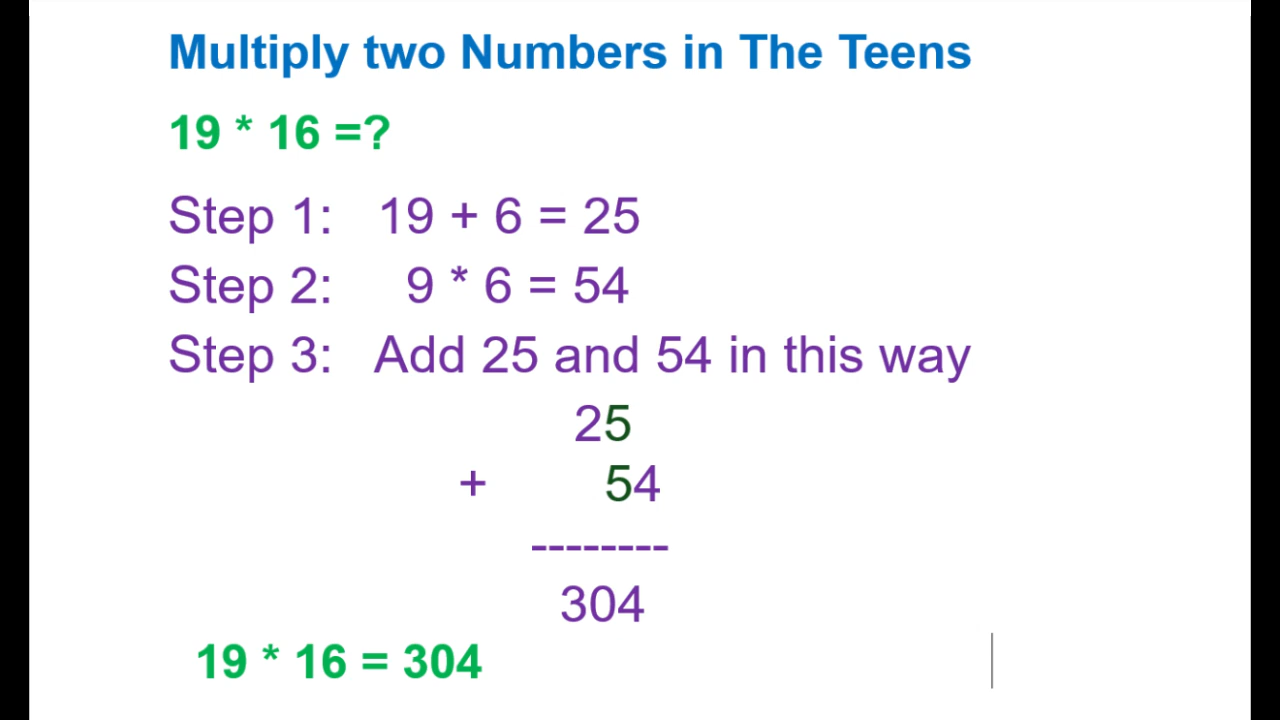 Multiply two Numbers in The Teens
19 * 16 =?
Step 1: 19 + 6 = 25
Step 2: 9 * 6 = 54
Step 3: Add 25 and 54 in this way
25
+ 54
--------
304
19 * 16 = 304